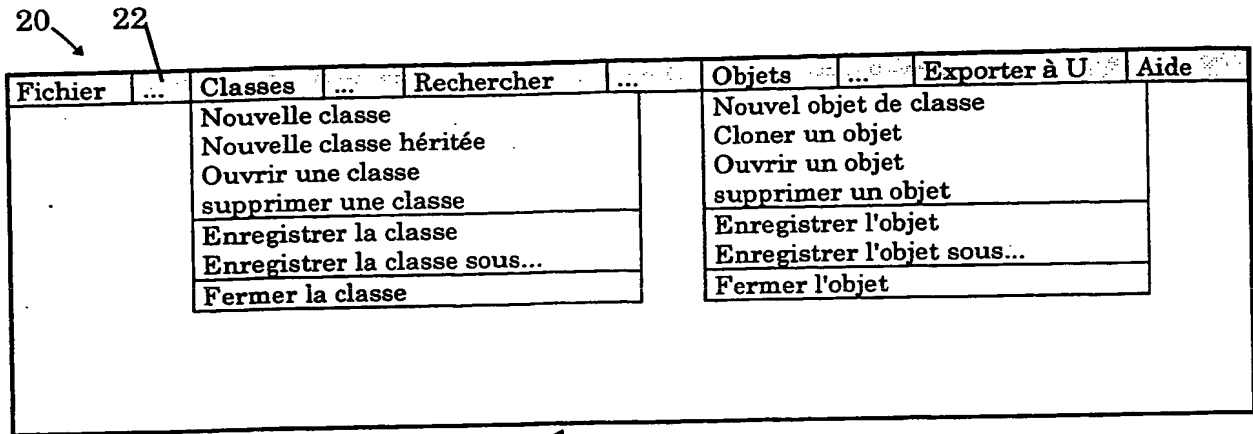 20 22
Fichier ... Classes ... Rechercher ... Objets ... Exporter à U Aide
Nouvelle classe
Nouvelle classe héritée
Ouvrir une classe
supprimer une classe
Enregistrer la classe
Enregistrer la classe sous...
Fermer la classe
Nouvel objet de classe
Cloner un objet
Ouvrir un objet
supprimer un objet
Enregistrer l'objet
Enregistrer l'objet sous...
Fermer l'objet